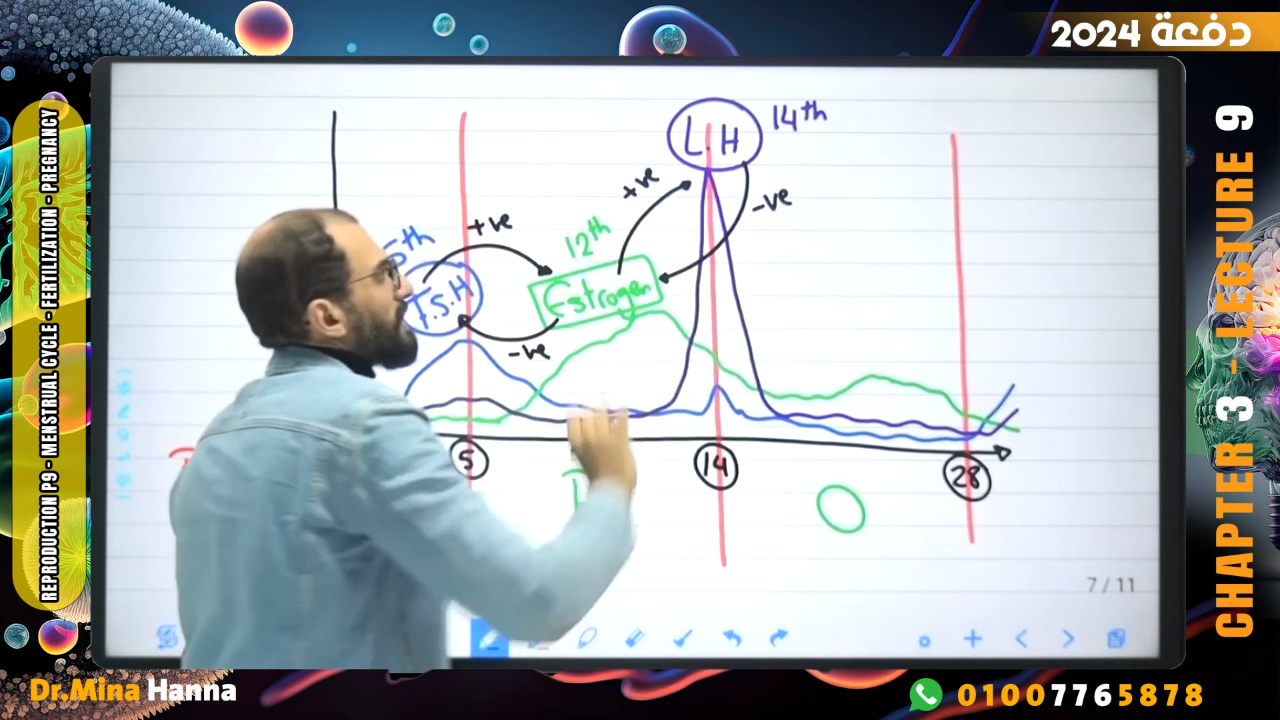 دفعة 2024
REPRODUCTION P9 - MENSTRUAL CYCLE - FERTILIZATION - PREGNANCY
CHAPTER 3 - LECTURE 9
L.H
14th
+ve
-ve
5th
+ve
12th
F.S.H
Estrogen
-ve
5
14
28
7 / 11
Dr.Mina Hanna
01007765878